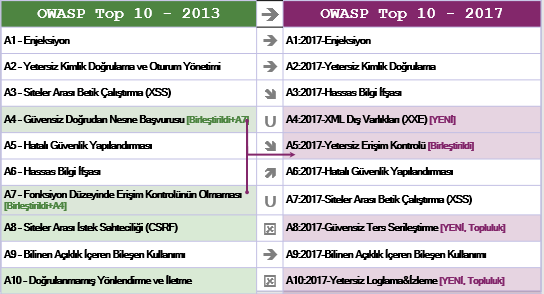 OWASP Top 10 - 2013 → OWASP Top 10 - 2017
A1 - Enjeksiyon → A1:2017-Enjeksiyon
A2 - Yetersiz Kimlik Doğrulama ve Oturum Yönetimi → A2:2017-Yetersiz Kimlik Doğrulama
A3 - Siteler Arası Betik Çalıştırma (XSS) A3:2017-Hassas Bilgi İfşası
A4 - Güvensiz Doğrudan Nesne Başvurusu [Birleştirildi+A7] U A4:2017-XML Dış Varlıkları (XXE) [YENİ]
A5 - Hatalı Güvenlik Yapılandırması A5:2017-Yetersiz Erişim Kontrolü [Birleştirildi]
A6 - Hassas Bilgi İfşası A6:2017-Hatalı Güvenlik Yapılandırması
A7 - Fonksiyon Düzeyinde Erişim Kontrolünün Olmaması
[Birleştirildi+A4] U A7:2017-Siteler Arası Betik Çalıştırma (XSS)
A8 - Siteler Arası İstek Sahteciliği (CSRF) A8:2017-Güvensiz Ters Serileştirme [YENİ, Topluluk]
A9 - Bilinen Açıklık İçeren Bileşen Kullanımı → A9:2017-Bilinen Açıklık İçeren Bileşen Kullanımı
A10 - Doğrulanmamış Yönlendirme ve İletme A10:2017-Yetersiz Loglama&İzleme [YENİ, Topluluk]